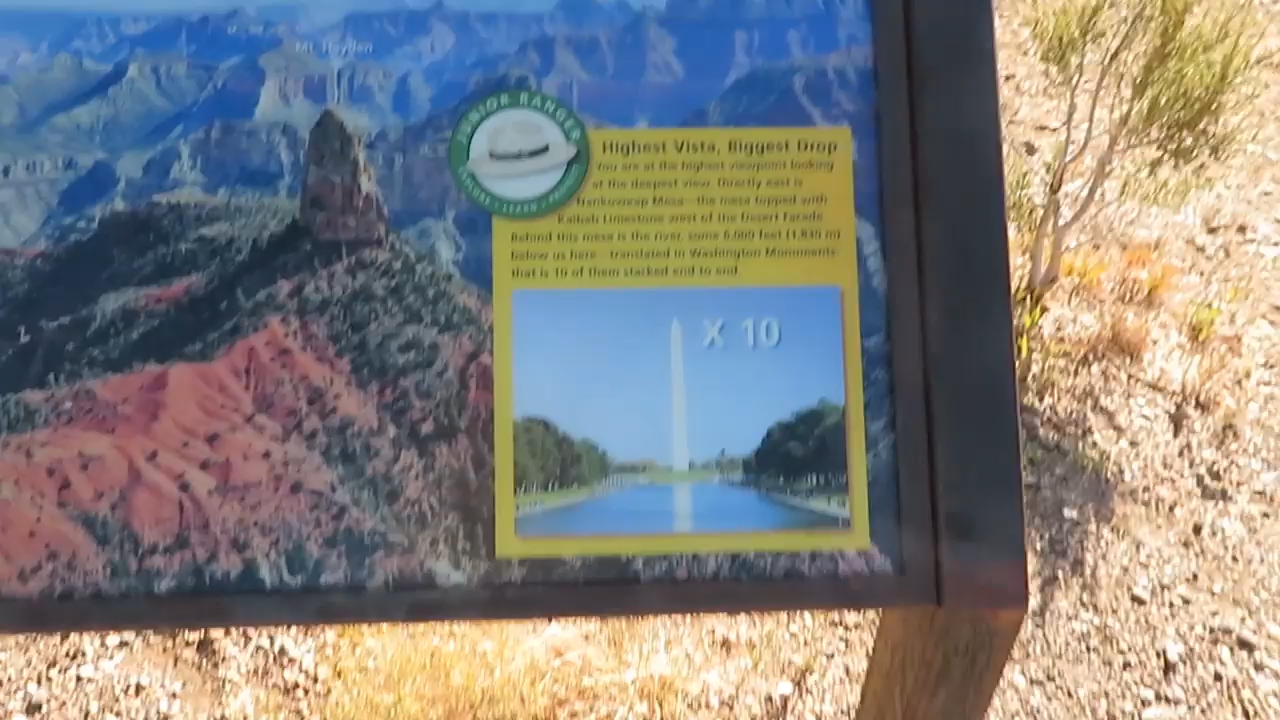 Mt. Hayden
JUNIOR RANGER
EXPLORE • LEARN • PROTECT
Highest Vista, Biggest Drop
You are at the highest viewpoint looking
at the deepest view. Directly east is
Nankoweap Mesa—the mesa topped with
Kaibab Limestone west of the Desert Facade.
Behind this mesa is the river, some 6,000 feet (1,830 m)
below us here—translated in Washington Monuments
that is 10 of them stacked end to end.
X 10